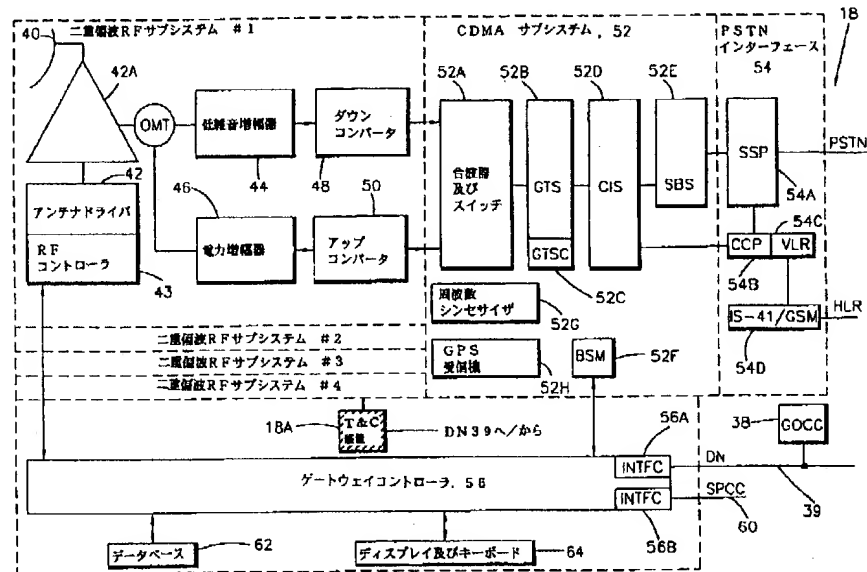 二重偏波RFサブシステム #1
CDMA サブシステム, 52
PSTN
インターフェース
54
18
40
42A
OMT
低雑音増幅器
44
ダウン
コンバータ
48
52A
52B
52D
52E
合波器
及び
スイッチ
GTS
GTSC
52C
CIS
SBS
SSP
PSTN
54A
42
アンテナドライバ
RF
コントローラ
43
46
電力増幅器
50
アップ
コンバータ
54C
CCP
VLR
54B
周波数
シンセサイザ
52G
IS-41/GSM
HLR
54D
二重偏波RFサブシステム #2
二重偏波RFサブシステム #3
二重偏波RFサブシステム #4
GPS
受信機
52H
BSM
52F
18A
T&C
DN39へ/から
56A
38
GOCC
ゲートウェイコントローラ, 56
INTFC
DN
39
INTFC
SPCC
60
56B
データベース
62
ディスプレイ及びキーボード
64